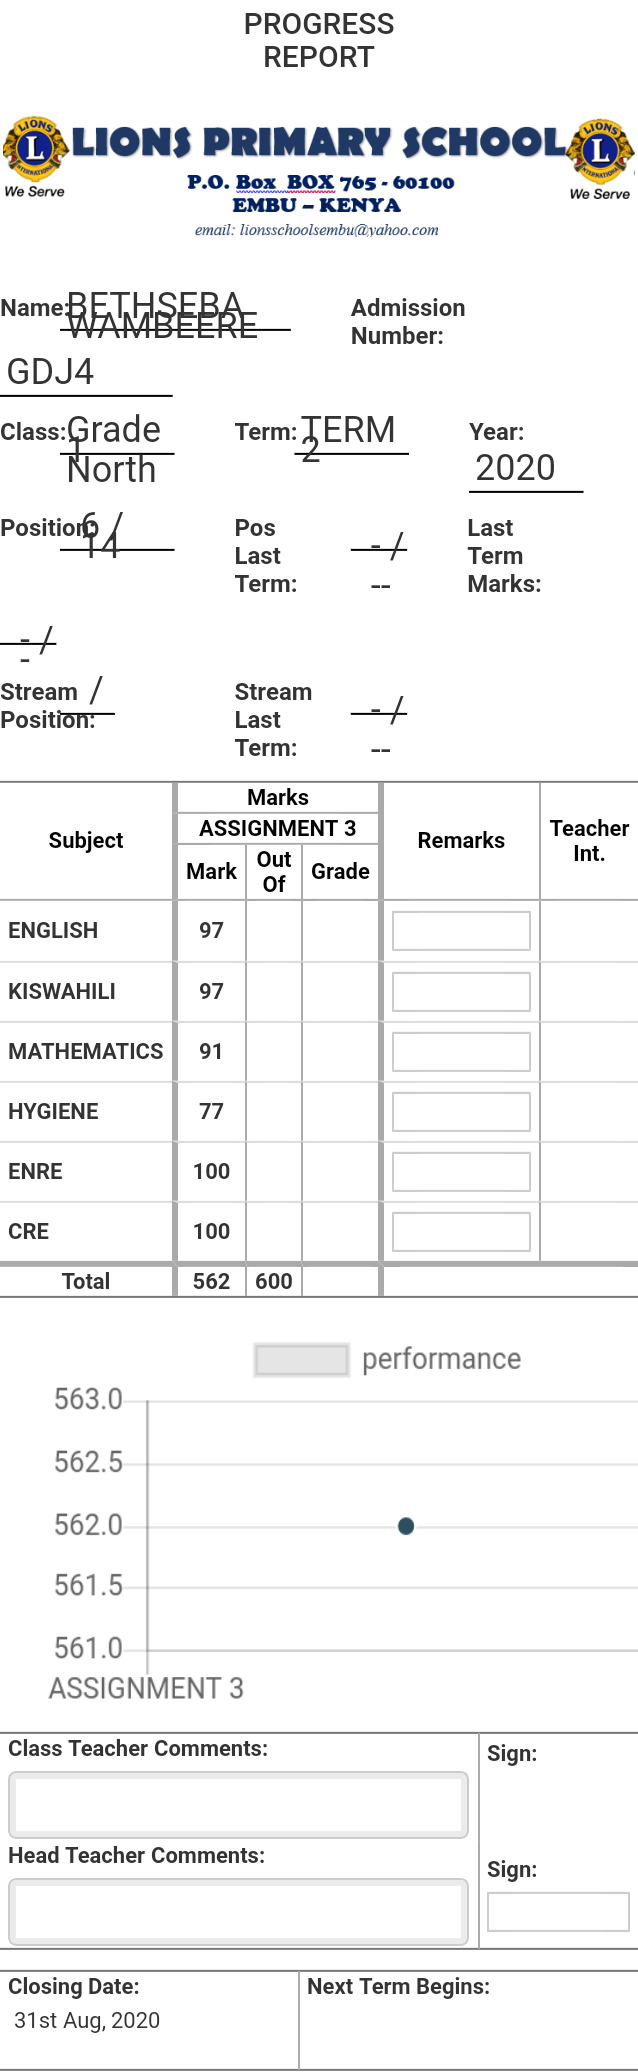 PROGRESS
REPORT
LIONS PRIMARY SCHOOL
LIONS
L
INTERNATIONAL
We Serve
LIONS
L
INTERNATIONAL
We Serve
P.O. Box BOX 765 - 60100
EMBU – KENYA
email: lionsschoolsembu@yahoo.com
Name: BETHSEBA
WAMBEERE
Admission
Number:
GDJ4
Class: Grade
1
North
Term: TERM
2
Year:
2020
Position: 6 /
14
Pos
Last
Term:
- /
--
Last
Term
Marks:
- /
-
Stream
Position:
/
Stream
Last
Term:
- /
--
Subject
Marks
ASSIGNMENT 3
Mark
Out
Of
Grade
Remarks
Teacher
Int.
ENGLISH 97
KISWAHILI 97
MATHEMATICS 91
HYGIENE 77
ENRE 100
CRE 100
Total 562 600
performance
563.0
562.5
562.0
561.5
561.0
ASSIGNMENT 3
Class Teacher Comments:
Sign:
Head Teacher Comments:
Sign:
Closing Date:
31st Aug, 2020
Next Term Begins: